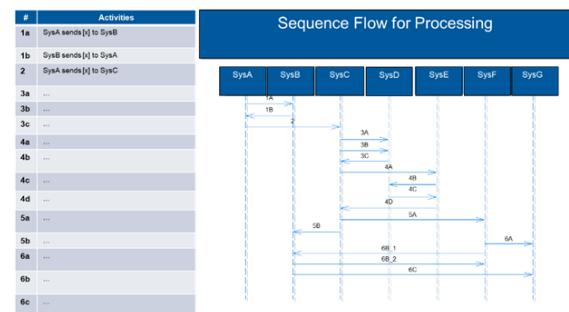 # Activities
1a SysA sends [x] to SysB
1b SysB sends [x] to SysA
2 SysA sends [x] to SysC
3a ...
3b ...
3c ...
4a ...
4b ...
4c ...
4d ...
5a ...
5b ...
6a ...
6b ...
6c ...
Sequence Flow for Processing
SysA SysB SysC SysD SysE SysF SysG
1A
1B
2
3A
3B
3C
4A
4B
4C
4D
5A
5B
6A
6B_1
6B_2
6C